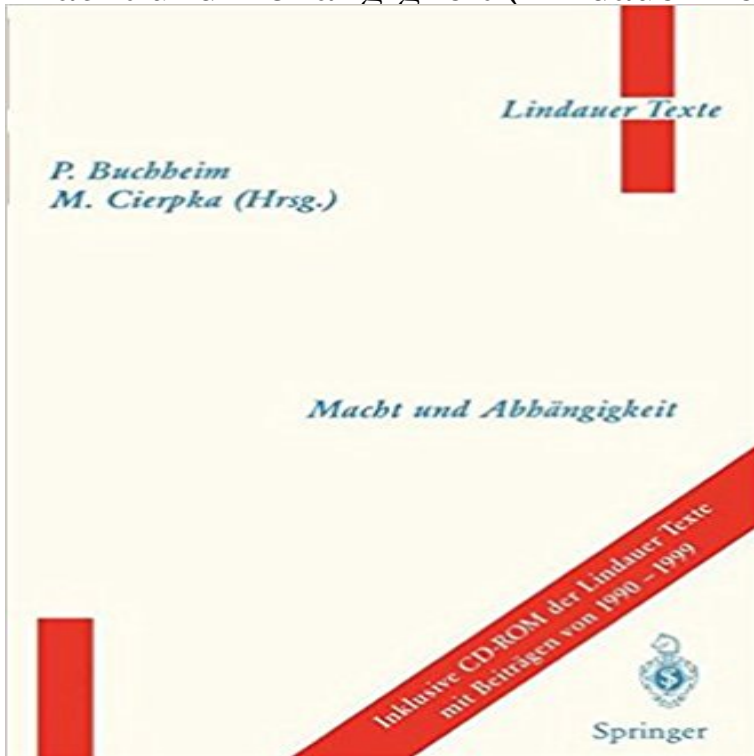 Lindauer Texte
P. Buchheim
M. Cierpka (Hrsg.)
Macht und Abhängigkeit
Inklusive CD-ROM der Lindauer Texte
mit Beiträgen von 1990 – 1999
Springer